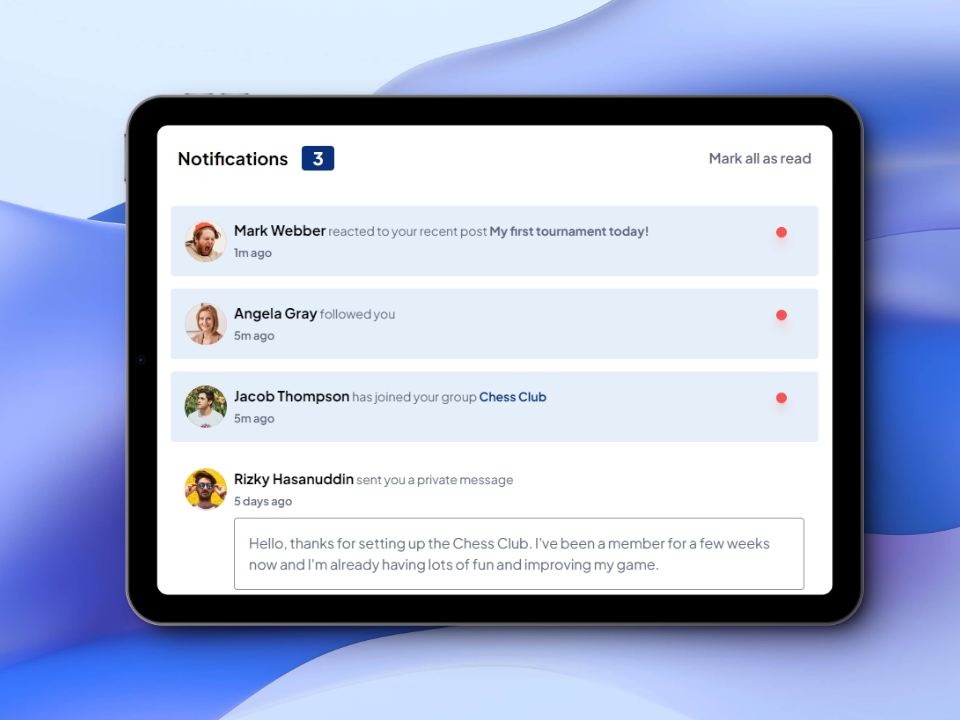 Notifications 3 Mark all as read
Mark Webber reacted to your recent post My first tournament today!
1m ago
Angela Gray followed you
5m ago
Jacob Thompson has joined your group Chess Club
5m ago
Rizky Hasanuddin sent you a private message
5 days ago
Hello, thanks for setting up the Chess Club. I've been a member for a few weeks
now and I'm already having lots of fun and improving my game.